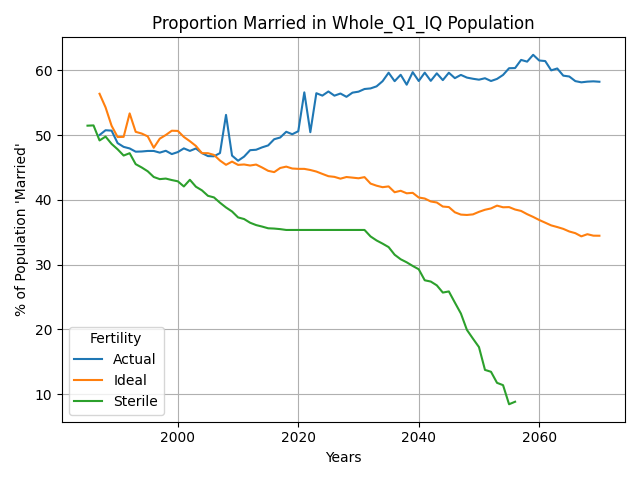 Proportion Married in Whole_Q1_IQ Population
% of Population 'Married'
60
50
40
30
20
10
Fertility
Actual
Ideal
Sterile
2000
2020
2040
2060
Years